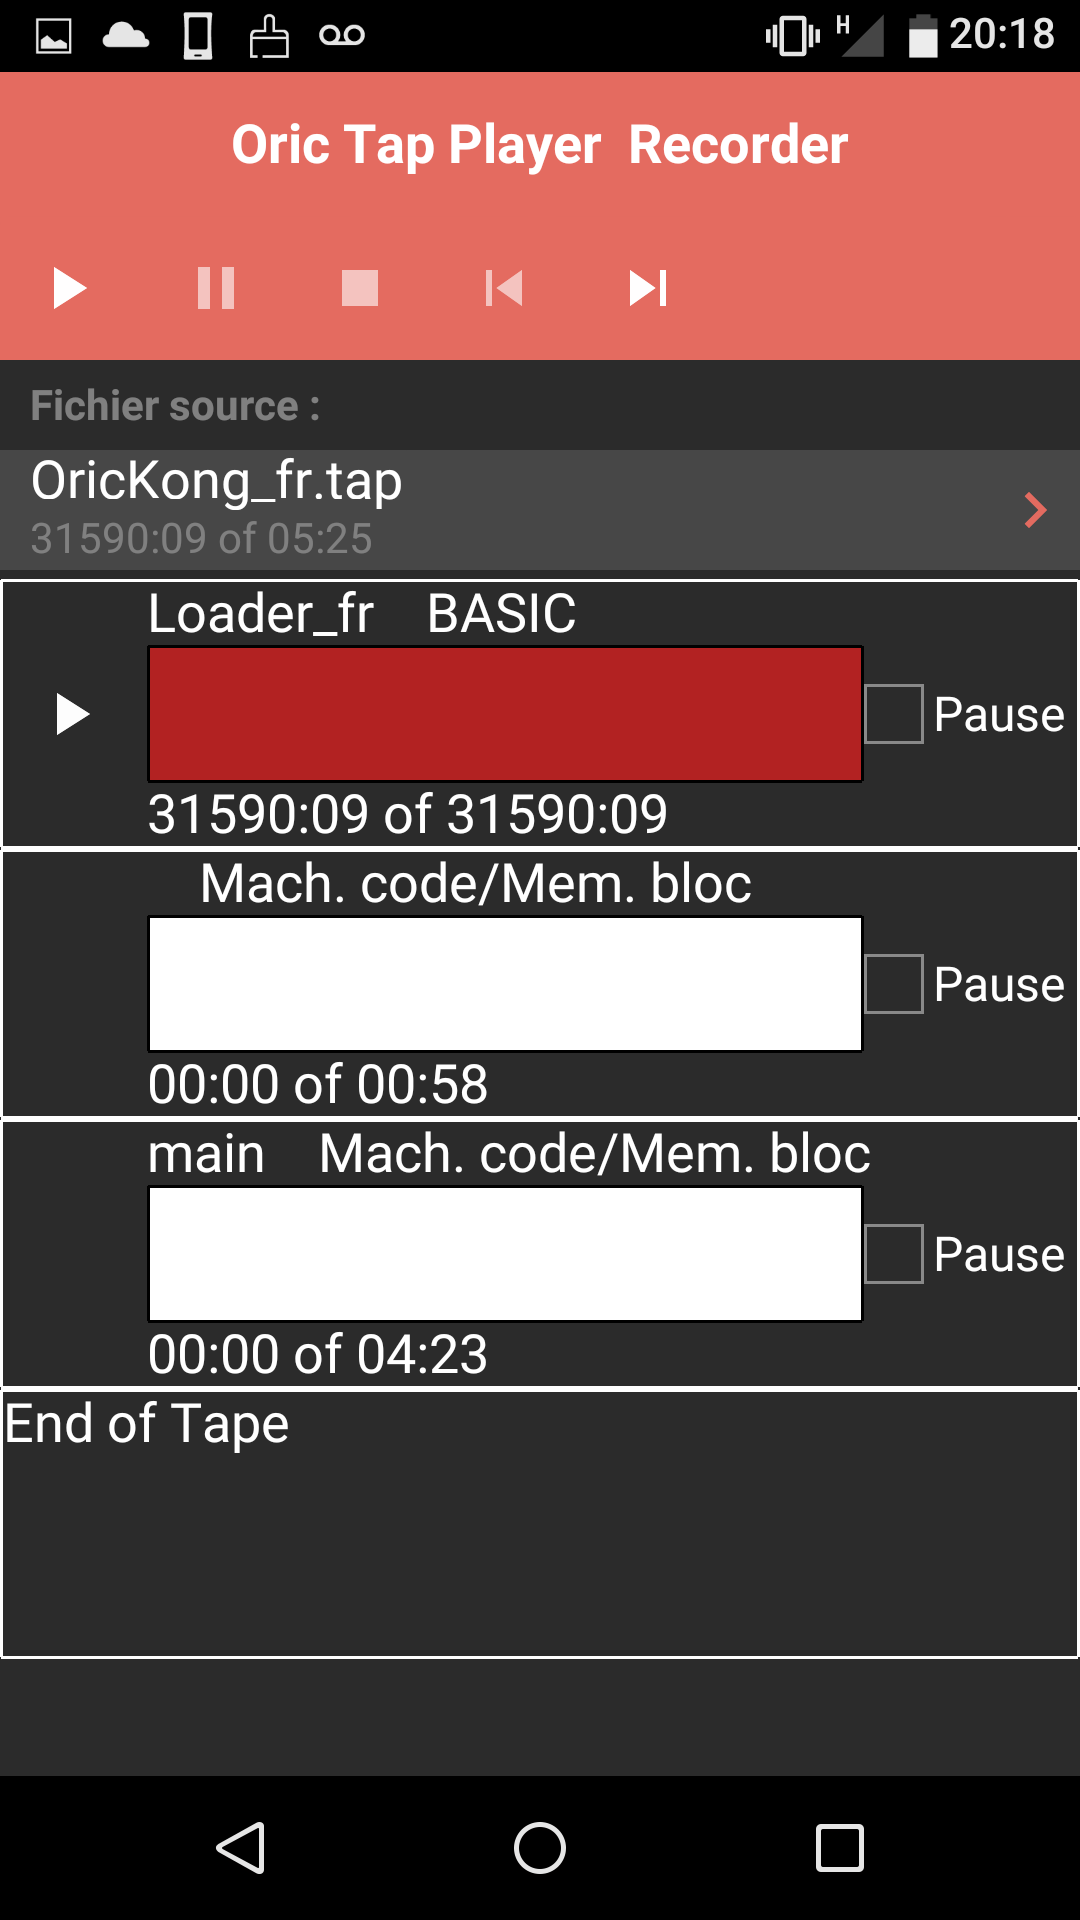 H 20:18
Oric Tap Player  Recorder
Fichier source :
OricKong_fr.tap
31590:09 of 05:25
Loader_fr    BASIC
Pause
31590:09 of 31590:09
Mach. code/Mem. bloc
Pause
00:00 of 00:58
main    Mach. code/Mem. bloc
Pause
00:00 of 04:23
End of Tape